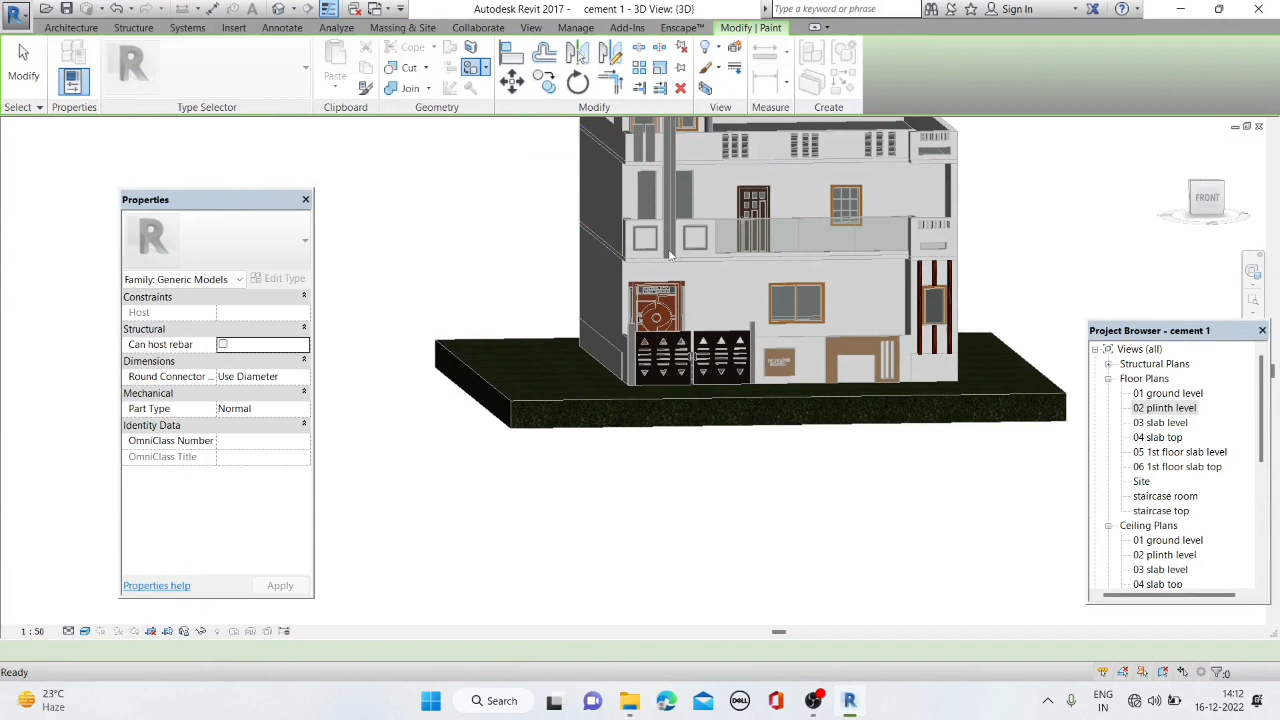 Autodesk Revit 2017 - cement 1 - 3D View: {3D}
Type a keyword or phrase
Sign In
Architecture Structure Systems Insert Annotate Analyze Massing & Site Collaborate View Manage Add-Ins Enscape™ Modify | Paint
Modify
Paste
Cope
Cut
Join
Select Properties Type Selector Clipboard Geometry Modify View Measure Create
FRONT
Properties
Family: Generic Models
Edit Type
Constraints
Host
Structural
Can host rebar
Dimensions
Round Connector ... Use Diameter
Mechanical
Part Type Normal
Identity Data
OmniClass Number
OmniClass Title
Properties help
Apply
Project Browser - cement 1
Views (all)
Structural Plans
Floor Plans
01 ground level
02 plinth level
03 slab level
04 slab top
05 1st floor slab level
06 1st floor slab top
Site
staircase room
staircase top
Ceiling Plans
01 ground level
02 plinth level
03 slab level
04 slab top
1 : 50
Ready
:0
23°C
Haze
Search
ENG
IN
14:12
16-12-2022